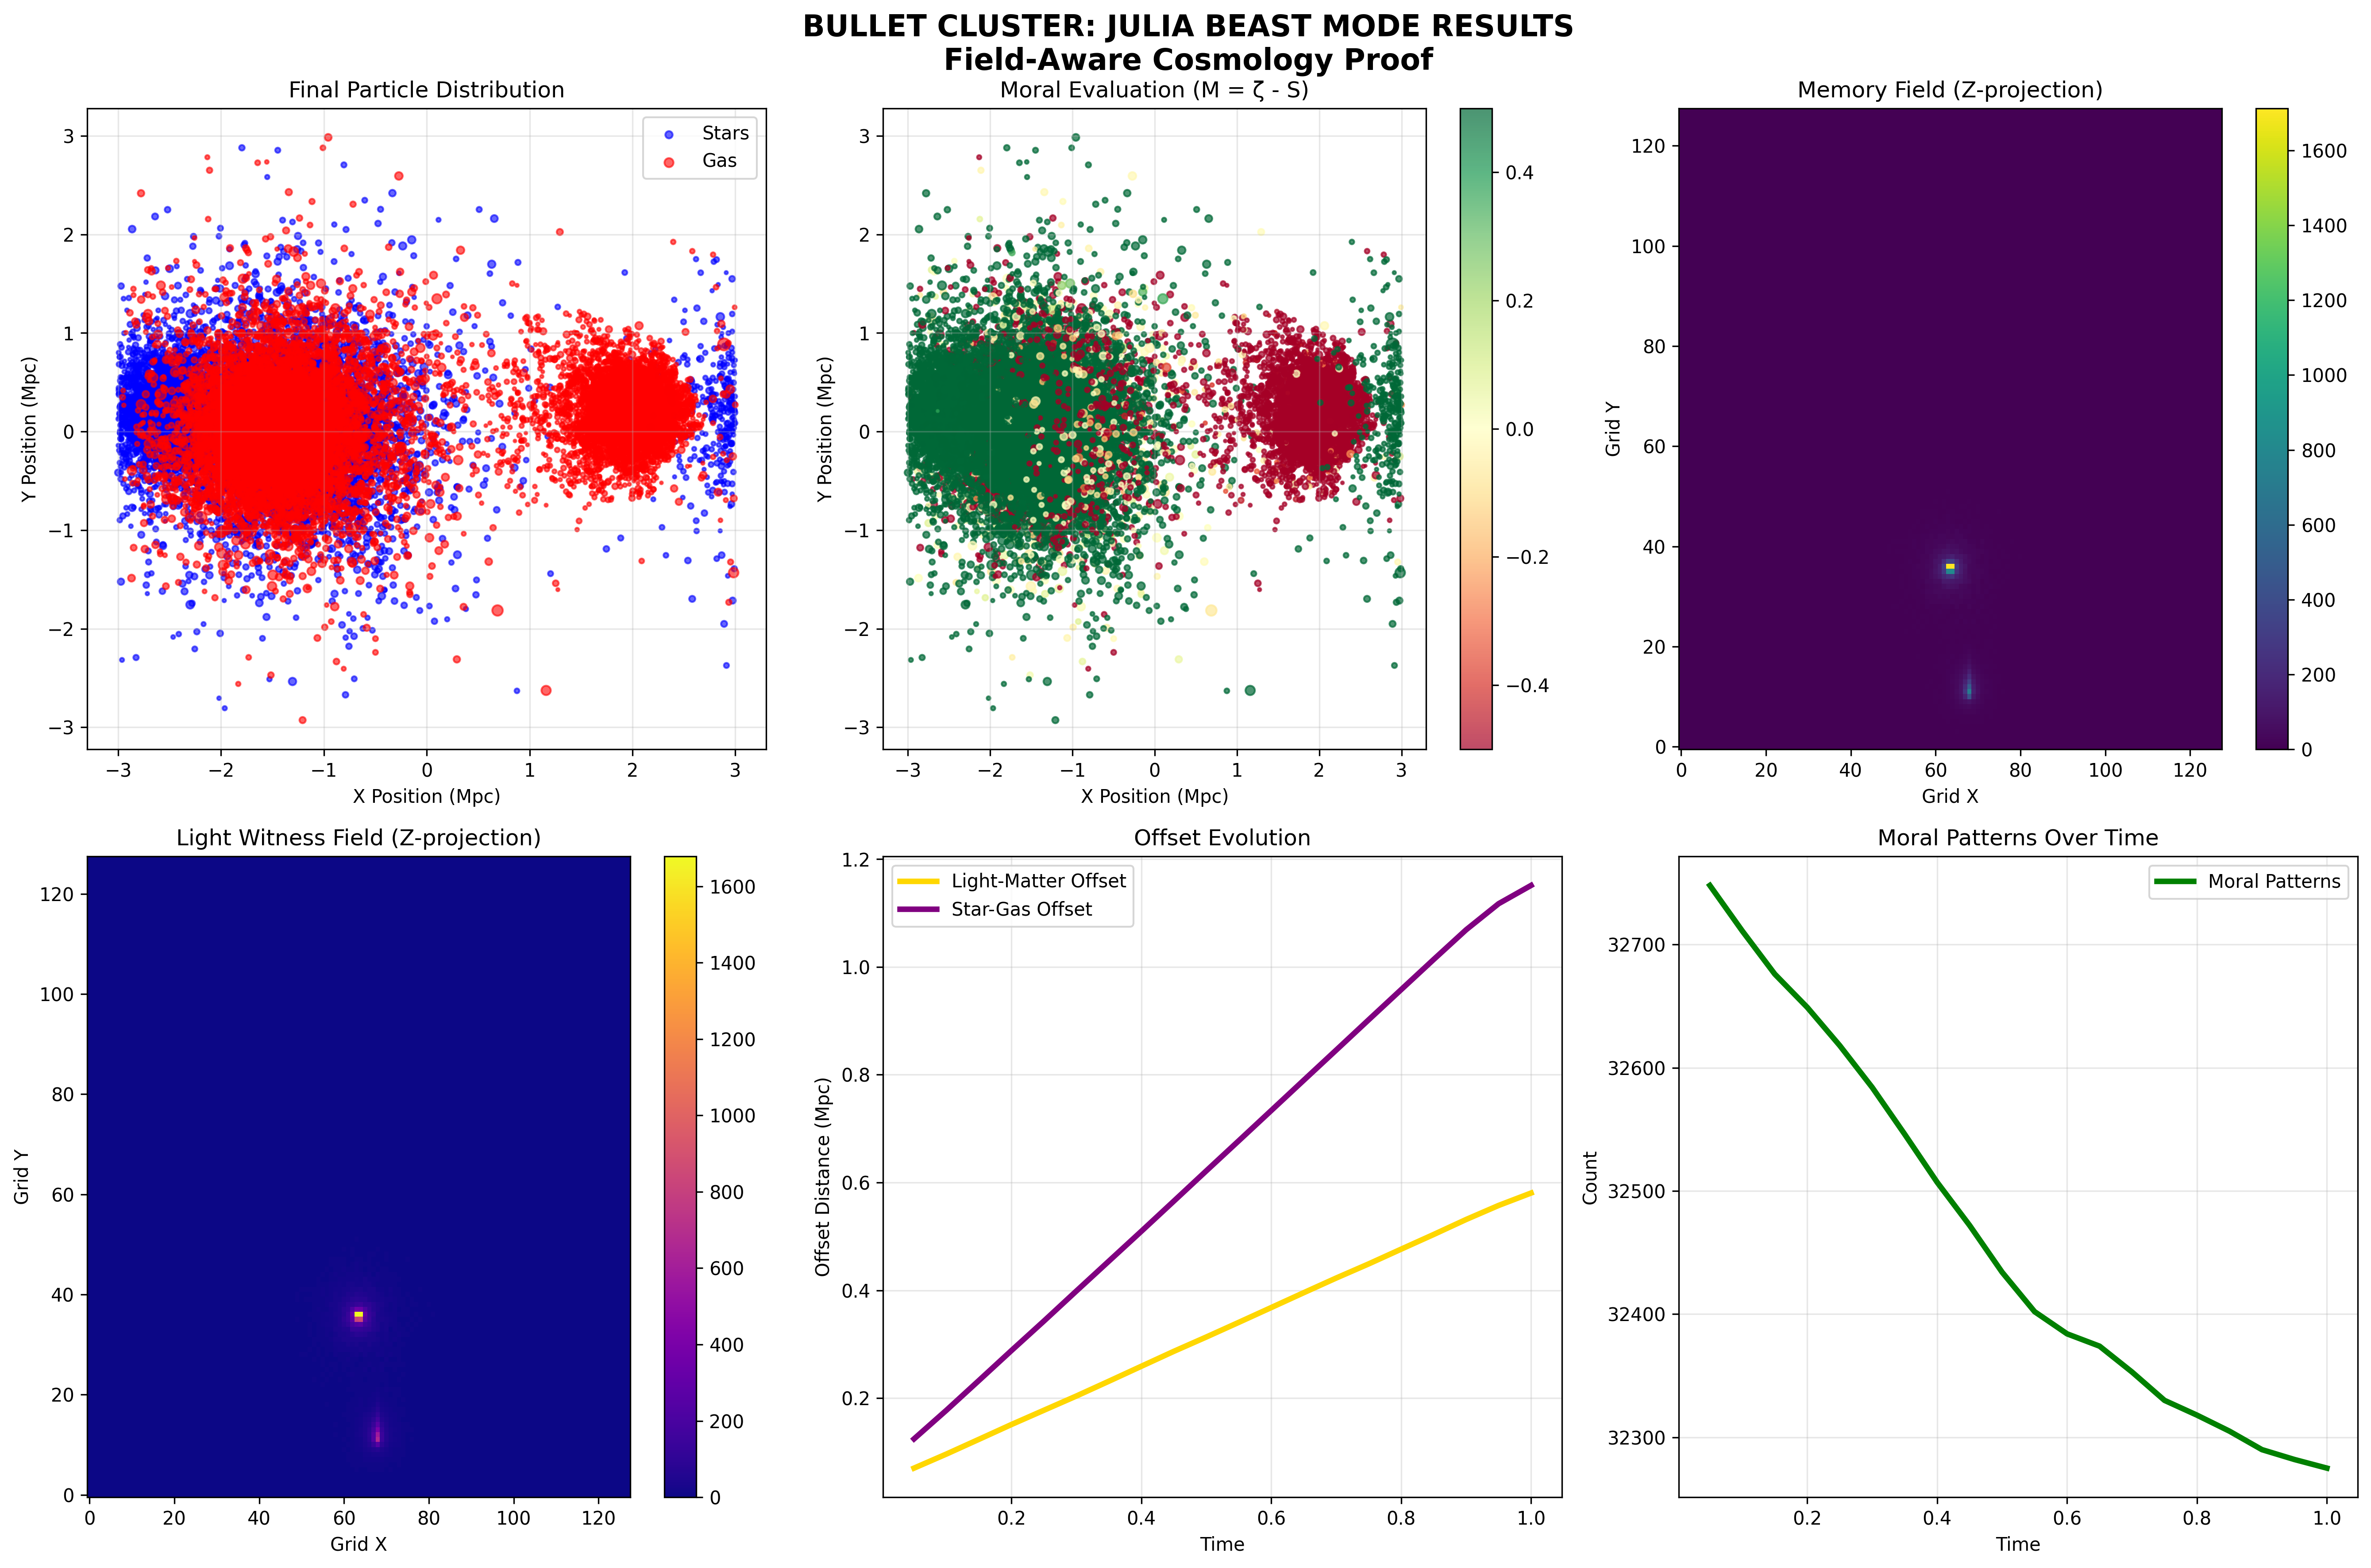 BULLET CLUSTER: JULIA BEAST MODE RESULTS
Field-Aware Cosmology Proof
Final Particle Distribution
Stars
Gas
3
2
1
0
−1
−2
−3
Y Position (Mpc)
−3 −2 −1 0 1 2 3
X Position (Mpc)
Moral Evaluation (M = ζ - S)
3
2
1
0
−1
−2
−3
Y Position (Mpc)
−3 −2 −1 0 1 2 3
X Position (Mpc)
0.4
0.2
0.0
−0.2
−0.4
Memory Field (Z-projection)
120
100
80
60
40
20
0
Grid Y
0 20 40 60 80 100 120
Grid X
1600
1400
1200
1000
800
600
400
200
0
Light Witness Field (Z-projection)
120
100
80
60
40
20
0
Grid Y
0 20 40 60 80 100 120
Grid X
1600
1400
1200
1000
800
600
400
200
0
Offset Evolution
Light-Matter Offset
Star-Gas Offset
1.2
1.0
0.8
0.6
0.4
0.2
Offset Distance (Mpc)
0.2 0.4 0.6 0.8 1.0
Time
Moral Patterns Over Time
Moral Patterns
32700
32600
32500
32400
32300
Count
0.2 0.4 0.6 0.8 1.0
Time